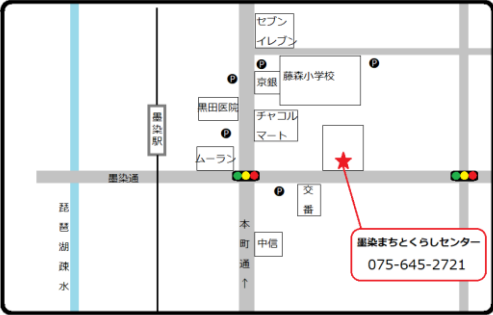 セブン
イレブン
P
P
京銀
藤森小学校
P
黒田医院
チャコル
マート
P
墨染駅
ムーラン
墨染通
P
交番
琵琶湖疎水
本町通↑
中信
墨染まちとくらしセンター
075-645-2721